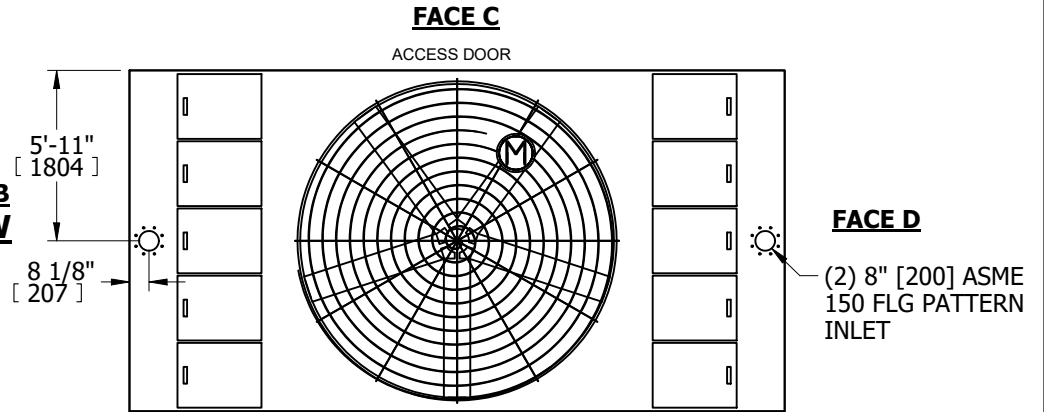 FACE C
ACCESS DOOR
5'-11"
[ 1804 ]
B
W
8 1/8"
[ 207 ]
M
FACE D
(2) 8" [200] ASME
150 FLG PATTERN
INLET